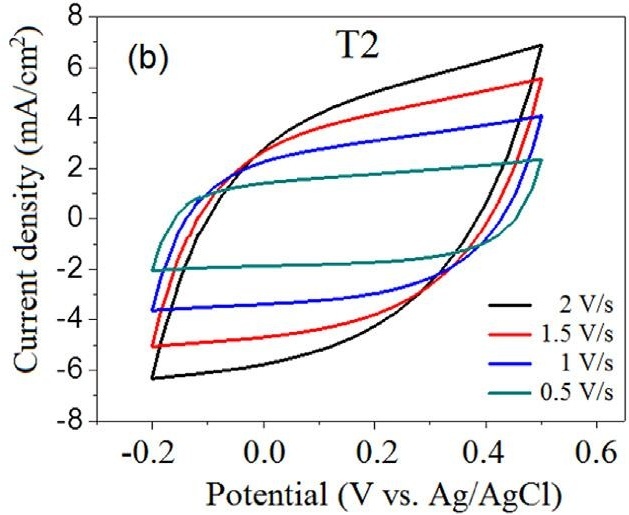 (b)
T2
8
6
4
2
0
-2
-4
-6
-8
Current density (mA/cm²)
2 V/s
1.5 V/s
1 V/s
0.5 V/s
-0.2 0.0 0.2 0.4 0.6
Potential (V vs. Ag/AgCl)